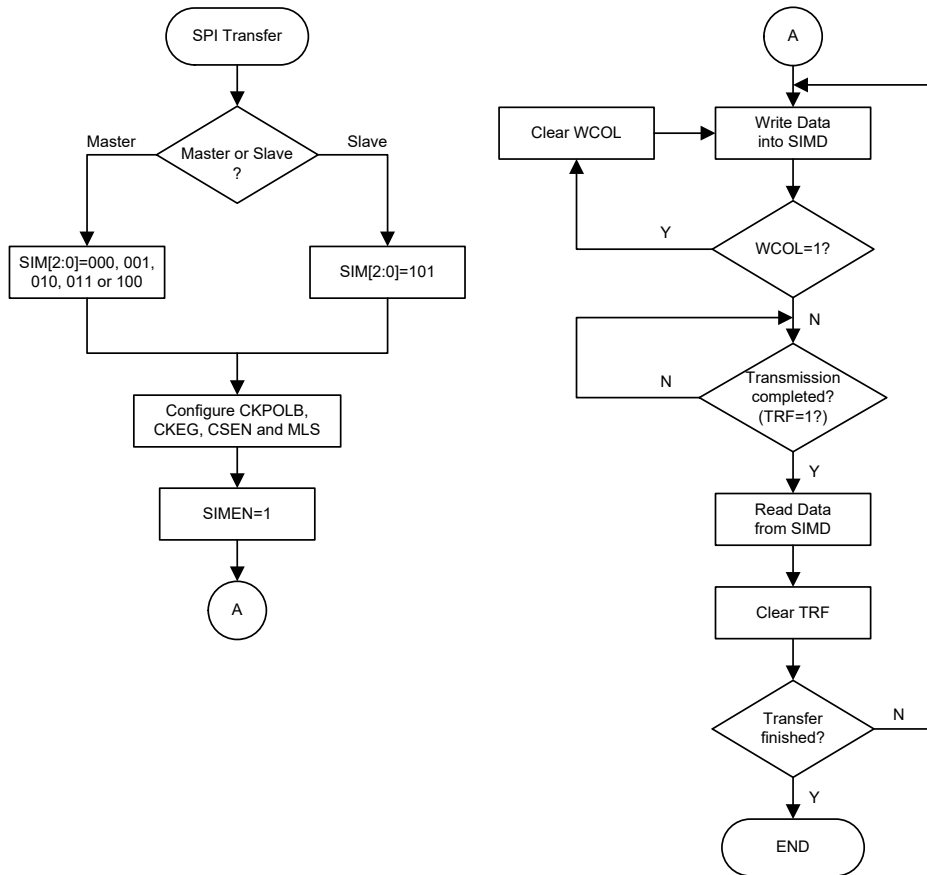 SPI Transfer
Master or Slave
?
Master
Slave
SIM[2:0]=000, 001,
010, 011 or 100
SIM[2:0]=101
Configure CKPOLB,
CKEG, CSEN and MLS
SIMEN=1
A
A
Write Data
into SIMD
Clear WCOL
WCOL=1?
Y
N
Transmission
completed?
(TRF=1?)
N
Y
Read Data
from SIMD
Clear TRF
Transfer
finished?
N
Y
END